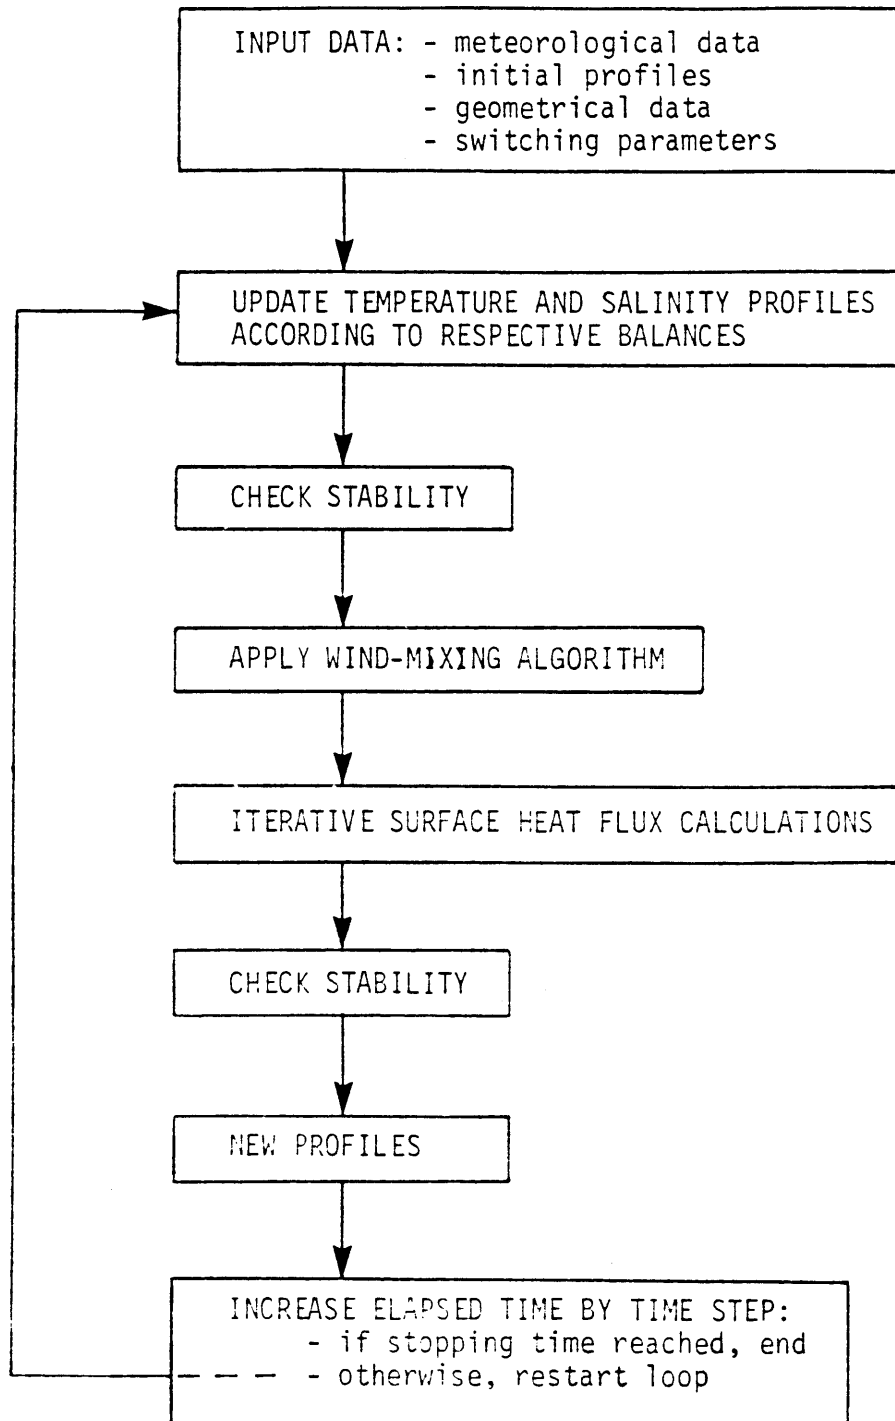 INPUT DATA: - meteorological data
- initial profiles
- geometrical data
- switching parameters
UPDATE TEMPERATURE AND SALINITY PROFILES
ACCORDING TO RESPECTIVE BALANCES
CHECK STABILITY
APPLY WIND-MIXING ALGORITHM
ITERATIVE SURFACE HEAT FLUX CALCULATIONS
CHECK STABILITY
NEW PROFILES
INCREASE ELAPSED TIME BY TIME STEP:
- if stopping time reached, end
- otherwise, restart loop